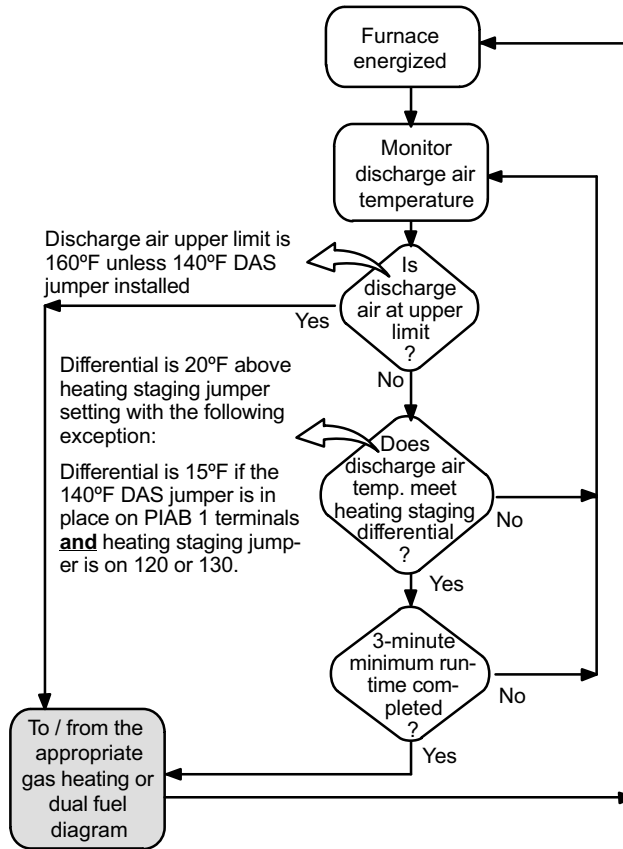 Furnace
energized
Monitor
discharge air
temperature
Discharge air upper limit is
160ºF unless 140ºF DAS
jumper installed
Is
discharge
air at upper
limit
?
Yes
No
Differential is 20ºF above
heating staging jumper
setting with the following
exception:
Differential is 15ºF if the
140ºF DAS jumper is in
place on PIAB 1 terminals
and heating staging jump-
er is on 120 or 130.
Does
discharge air
temp. meet
heating staging
differential
?
No
Yes
3-minute
minimum run-
time com-
pleted
?
No
Yes
To / from the
appropriate
gas heating or
dual fuel
diagram